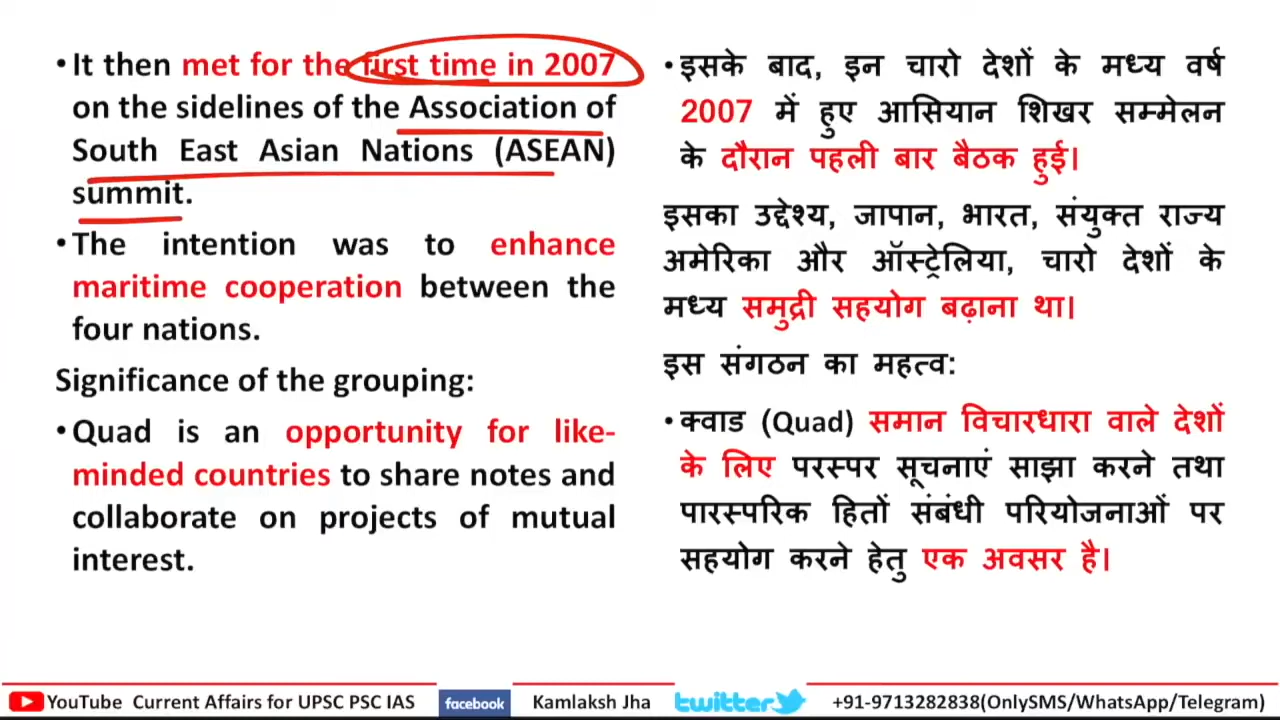 •It then met for the first time in 2007
on the sidelines of the Association of
South East Asian Nations (ASEAN)
summit.
•The intention was to enhance
maritime cooperation between the
four nations.
Significance of the grouping:
•Quad is an opportunity for like-
minded countries to share notes and
collaborate on projects of mutual
interest.
•इसके बाद, इन चारो देशों के मध्य वर्ष
2007 में हुए आसियान शिखर सम्मेलन
के दौरान पहली बार बैठक हुई।
इसका उद्देश्य, जापान, भारत, संयुक्त राज्य
अमेरिका और ऑस्ट्रेलिया, चारो देशों के
मध्य समुद्री सहयोग बढ़ाना था।
इस संगठन का महत्व:
•क्वाड (Quad) समान विचारधारा वाले देशों
के लिए परस्पर सूचनाएं साझा करने तथा
पारस्परिक हितों संबंधी परियोजनाओं पर
सहयोग करने हेतु एक अवसर है।
YouTube Current Affairs for UPSC PSC IAS facebook Kamlaksh Jha twitter +91-9713282838(OnlySMS/WhatsApp/Telegram)